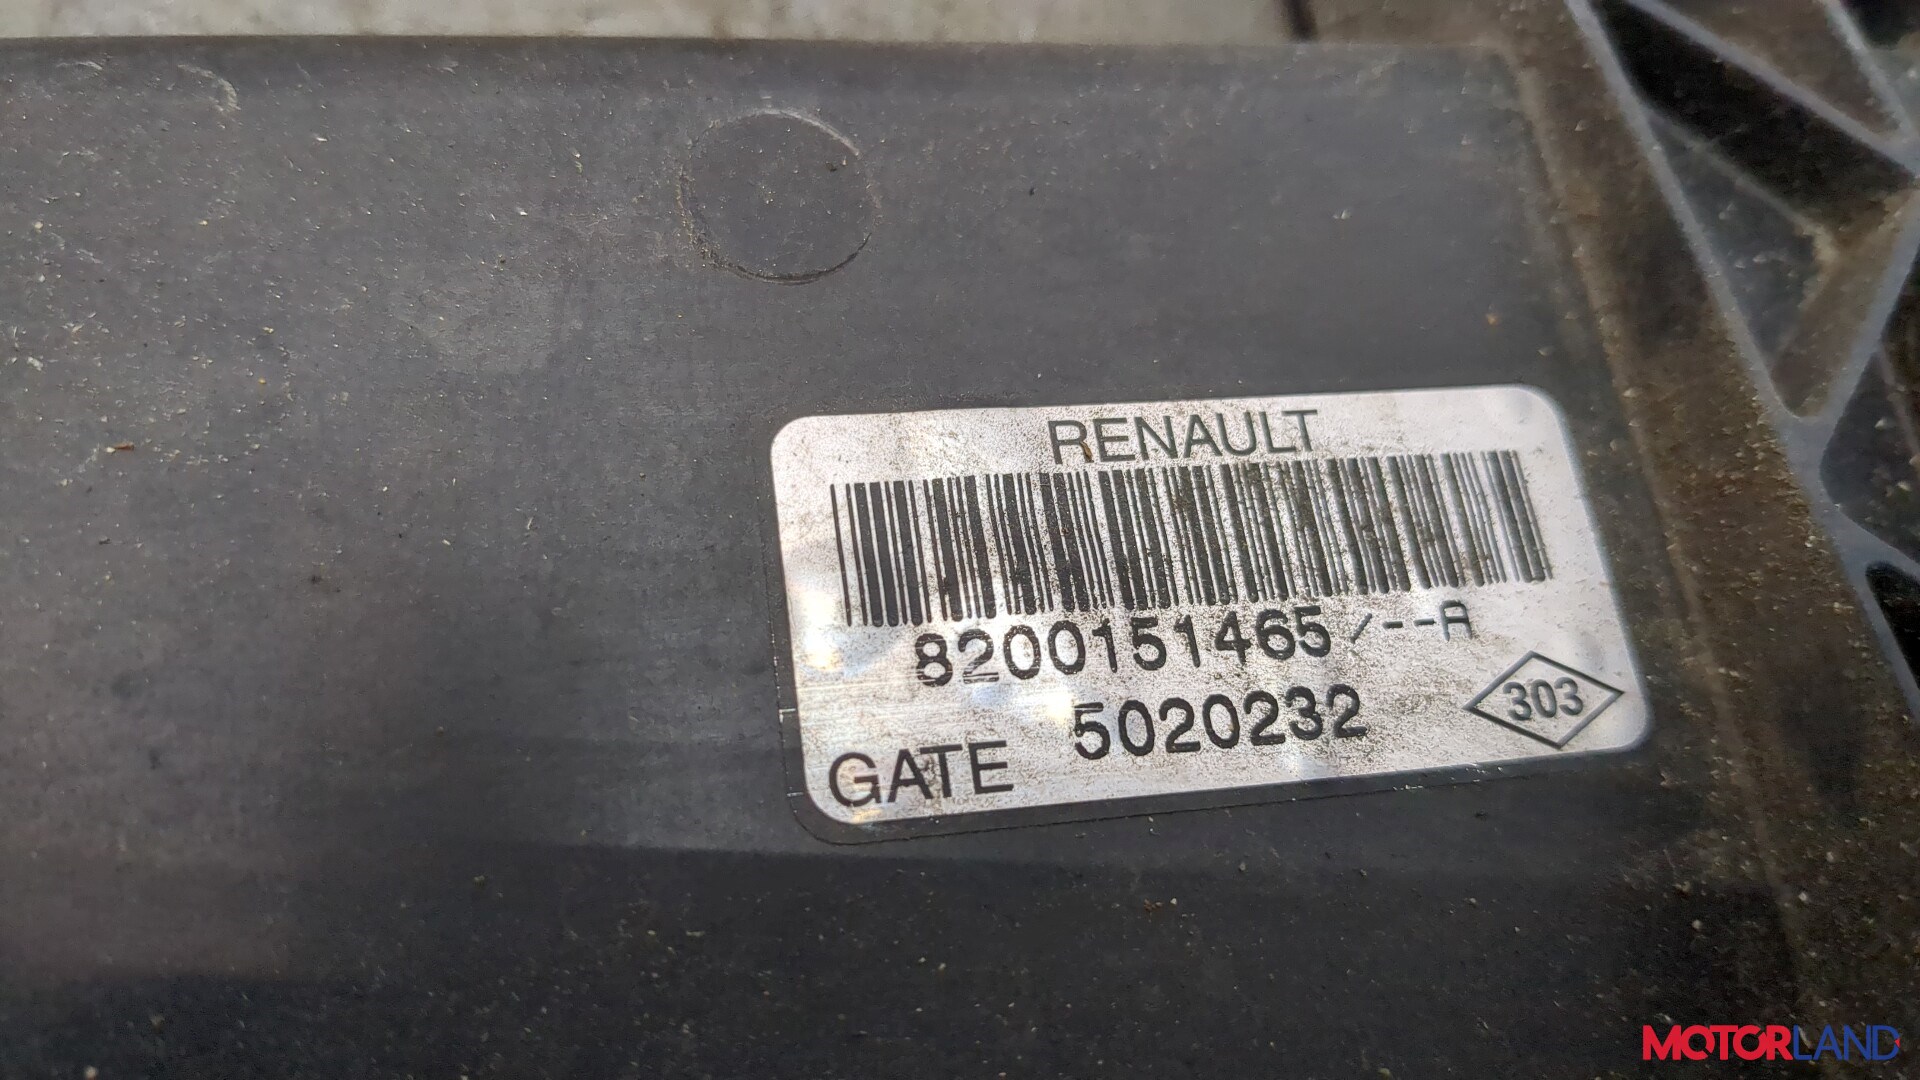 RENAULT
8200151465/--A
5020232
303
GATE
MOTORLAND